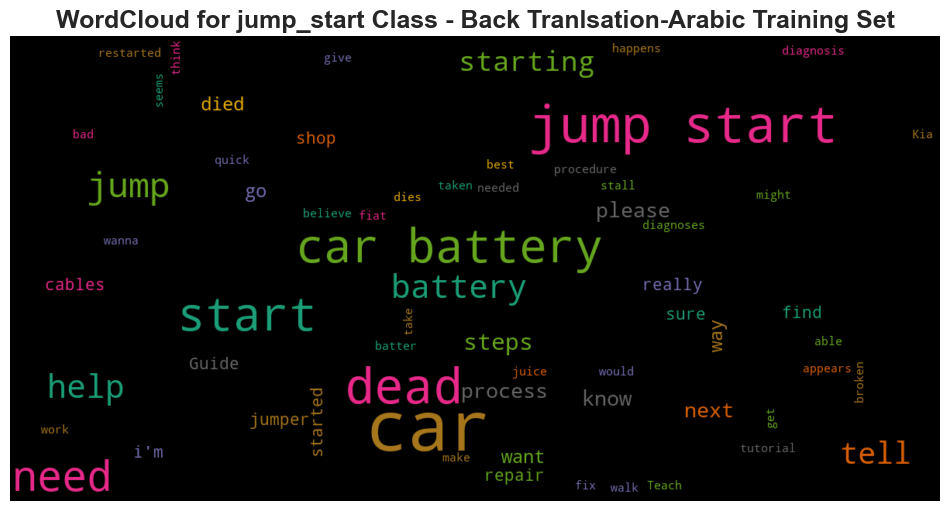 WordCloud for jump_start Class - Back Tranlsation-Arabic Training Set
restarted
think
give
starting
happens
diagnosis
seems
died
jump start
bad
shop
Kia
quick
best
procedure
jump
go
taken
needed
stall
might
dies
please
believe
fiat
diagnoses
wanna
car battery
cables
battery
really
start
take
sure
way
find
batter
steps
able
Guide
help
dead
juice
would
appears
broken
process
know
jumper
started
car
next
get
work
i'm
make
want
tutorial
tell
need
repair
fix
walk
Teach